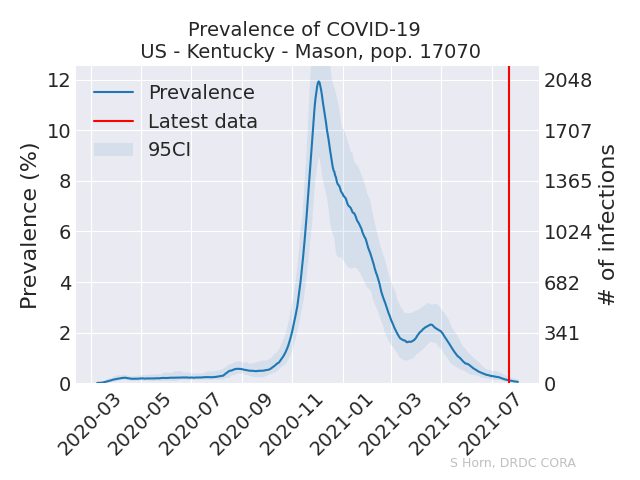 Prevalence of COVID-19
US - Kentucky - Mason, pop. 17070
Prevalence
Latest data
95CI
Prevalence (%)
12
10
8
6
4
2
0
2048
1707
1365
1024
682
341
0
# of infections
2020-03
2020-05
2020-07
2020-09
2020-11
2021-01
2021-03
2021-05
2021-07
S Horn, DRDC CORA